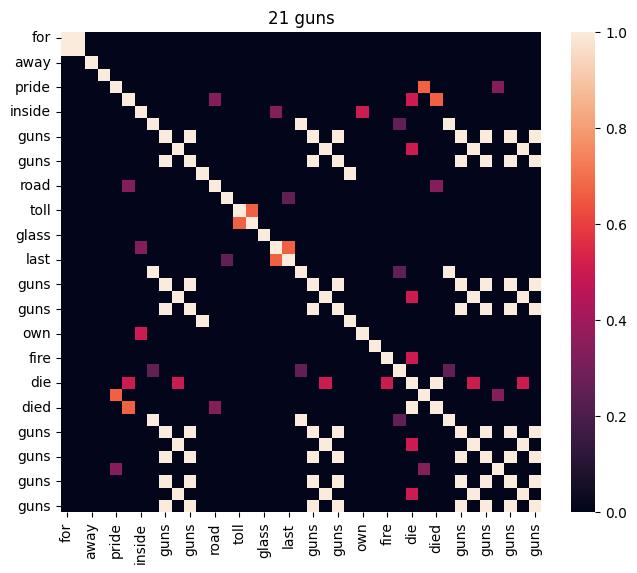 21 guns
for
away
pride
inside
guns
guns
road
toll
glass
last
guns
guns
own
fire
die
died
guns
guns
guns
guns
1.0
0.8
0.6
0.4
0.2
0.0
for
away
pride
inside
guns
guns
road
toll
glass
last
guns
guns
own
fire
die
died
guns
guns
guns
guns